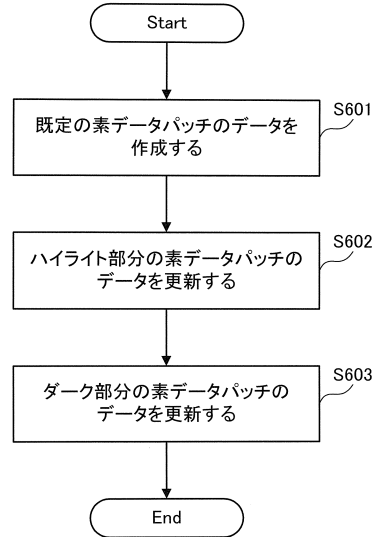 Start
S601
既定の素データパッチのデータを
作成する
S602
ハイライト部分の素データパッチの
データを更新する
S603
ダーク部分の素データパッチの
データを更新する
End